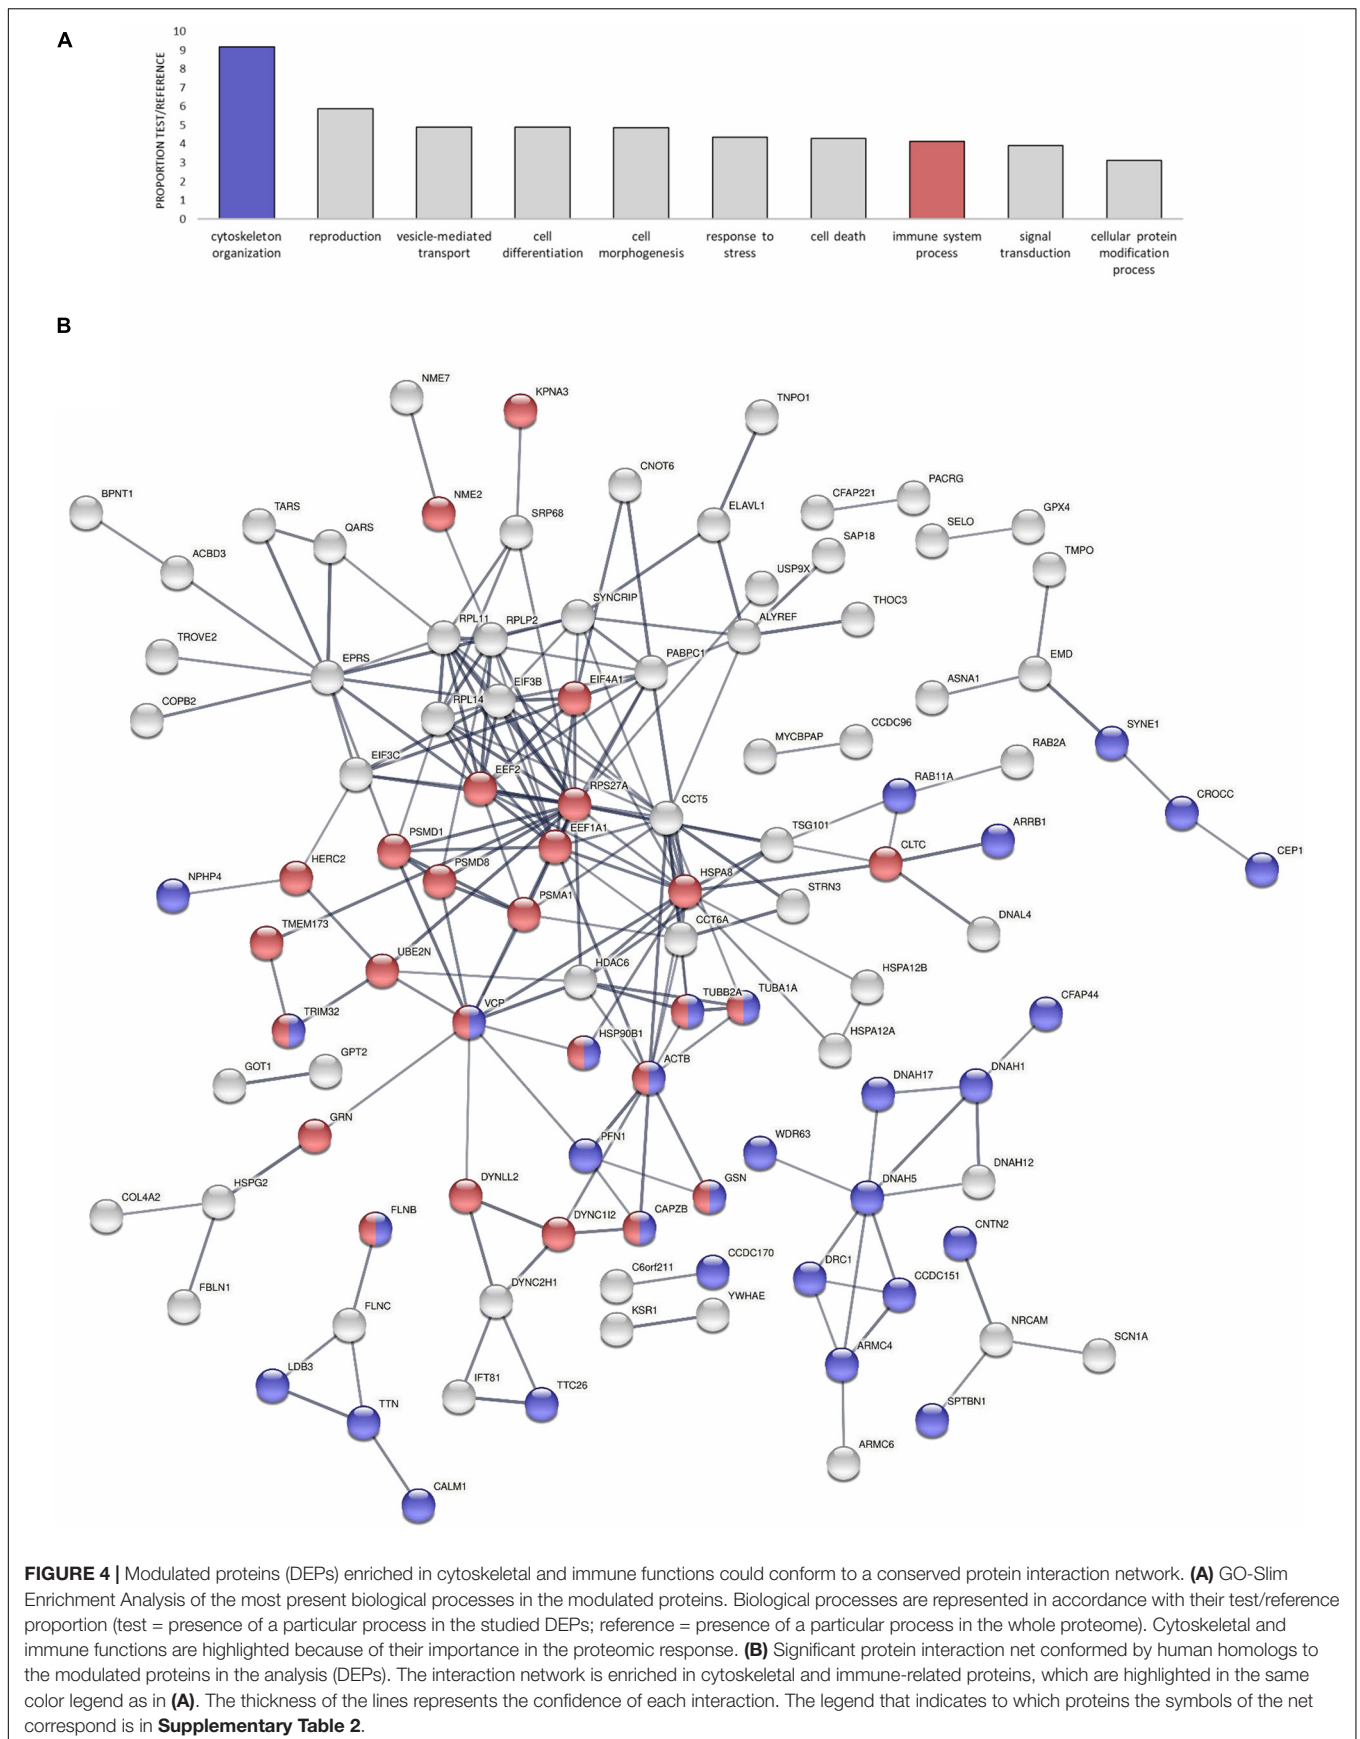 A
PROPORTION TEST/REFERENCE
10
9
8
7
6
5
4
3
2
1
0
cytoskeleton
organization
reproduction
vesicle-mediated
transport
cell
differentiation
cell
morphogenesis
response to
stress
cell death
immune system
process
signal
transduction
cellular protein
modification
process
B
NME7
KPNA3
TNPO1
CNOT6
BPNT1
TARS
NME2
QARS
SRP68
ELAVL1
CFAP221
PACRG
SELO
GPX4
ACBD3
SAP18
TMPO
USP9X
SYNCRIP
THOC3
RPL11
RPLP2
ALYREF
TROVE2
EPRS
PABPC1
EMD
COPB2
EIF3B
EIF4A1
ASNA1
RPL14
SYNE1
MYCBPAP
CCDC96
EIF3C
EEF2
RPS27A
RAB11A
RAB2A
CCT5
CROCC
EEF1A1
TSG101
ARRB1
PSMD1
PSMD8
CLTC
CEP1
HERC2
HSPA8
NPHP4
PSMA1
STRN3
TMEM173
CCT6A
DNAL4
UBE2N
HDAC6
HSPA12B
TUBB2A
TUBA1A
CFAP44
TRIM32
VCP
HSP90B1
HSPA12A
GOT1
GPT2
ACTB
DNAH17
DNAH1
GRN
PFN1
WDR63
DNAH12
COL4A2
HSPG2
DYNLL2
GSN
DNAH5
FLNB
DYNC1I2
CAPZB
CNTN2
FBLN1
DYNC2H1
C6orf211
CCDC170
DRC1
CCDC151
FLNC
KSR1
YWHAE
NRCAM
SCN1A
LDB3
IFT81
TTC26
ARMC4
TTN
SPTBN1
ARMC6
CALM1
FIGURE 4 | Modulated proteins (DEPs) enriched in cytoskeletal and immune functions could conform to a conserved protein interaction network. (A) GO-Slim
Enrichment Analysis of the most present biological processes in the modulated proteins. Biological processes are represented in accordance with their test/reference
proportion (test = presence of a particular process in the studied DEPs; reference = presence of a particular process in the whole proteome). Cytoskeletal and
immune functions are highlighted because of their importance in the proteomic response. (B) Significant protein interaction net conformed by human homologs to
the modulated proteins in the analysis (DEPs). The interaction network is enriched in cytoskeletal and immune-related proteins, which are highlighted in the same
color legend as in (A). The thickness of the lines represents the confidence of each interaction. The legend that indicates to which proteins the symbols of the net
correspond is in Supplementary Table 2.